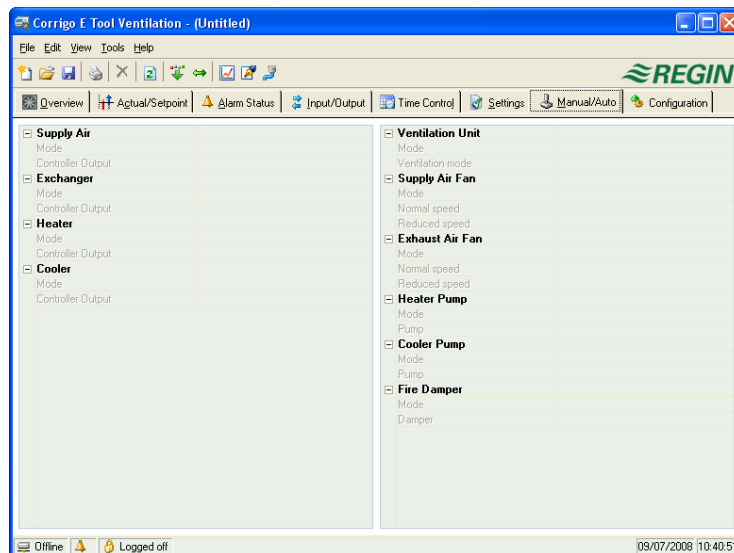 Corrigo E Tool Ventilation - (Untitled)
File Edit View Tools Help
REGIN
Overview Actual/Setpoint Alarm Status Input/Output Time Control Settings Manual/Auto Configuration
Supply Air
Mode
Controller Output
Exchanger
Mode
Controller Output
Heater
Mode
Controller Output
Cooler
Mode
Controller Output
Ventilation Unit
Mode
Ventilation mode
Supply Air Fan
Mode
Normal speed
Reduced speed
Exhaust Air Fan
Mode
Normal speed
Reduced speed
Heater Pump
Mode
Pump
Cooler Pump
Mode
Pump
Fire Damper
Mode
Damper
Offline Logged off 09/07/2008 10:40:51